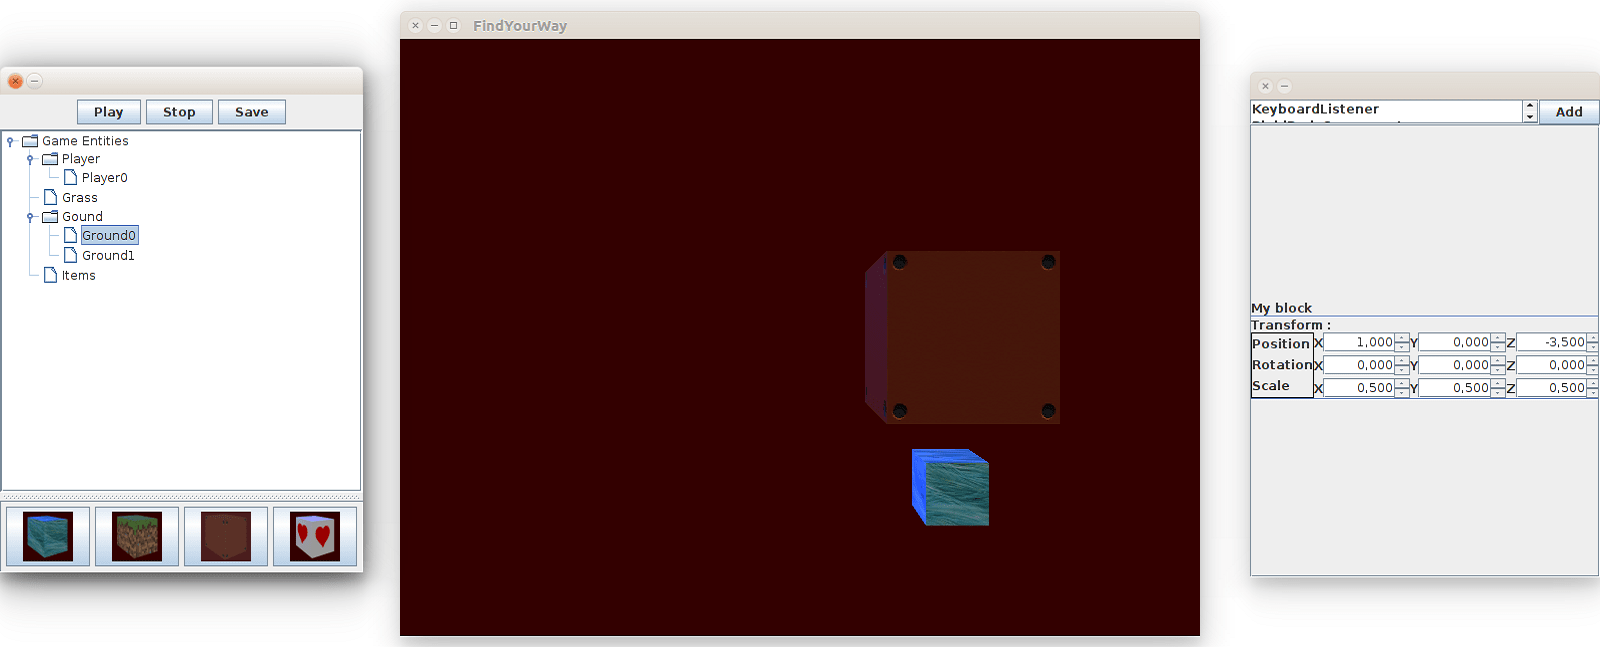 FindYourWay
Play Stop Save
Game Entities
Player
Player0
Grass
Gound
Ground0
Ground1
Items
KeyboardListener
Add
My block
Transform :
Position X 1,000 Y 0,000 Z -3,500
Rotation X 0,000 Y 0,000 Z 0,000
Scale X 0,500 Y 0,500 Z 0,500